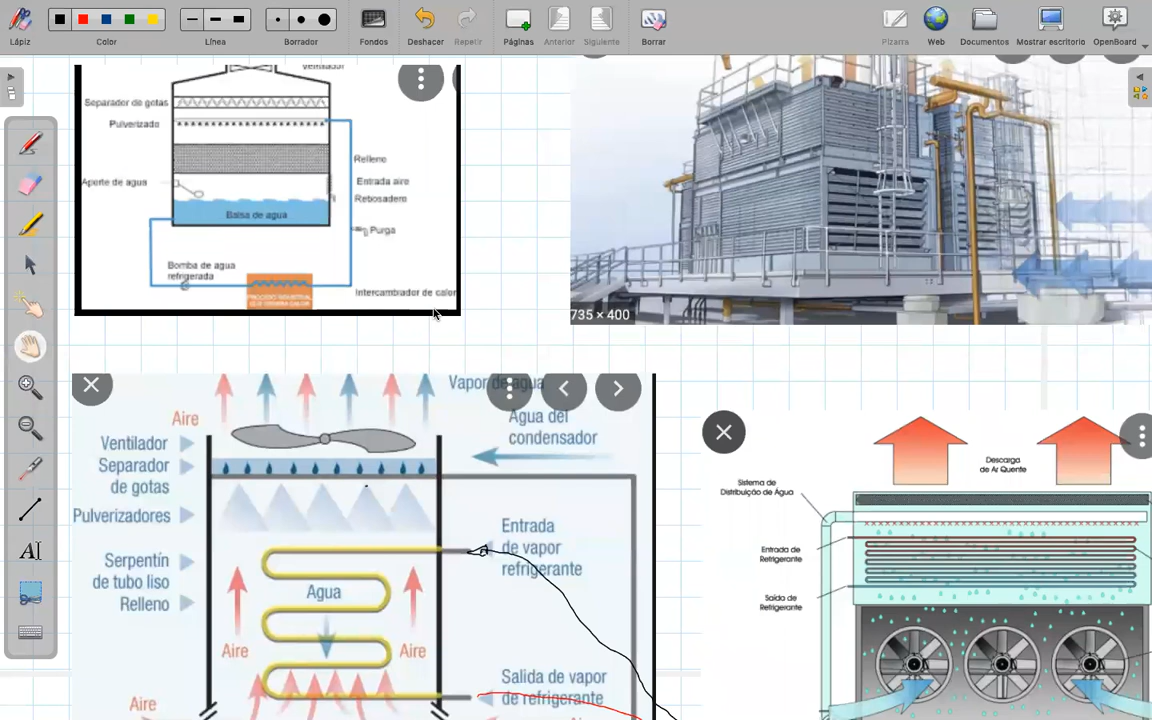 Lápiz
Color
Línea
Borrador
Fondos
Deshacer
Repetir
Páginas
Anterior
Siguiente
Borrar
Pizarra
Web
Documentos
Mostrar escritorio
OpenBoard
Ventilador
Separador de gotas
Pulverizado
Relleno
Aporte de agua
Entrada aire
Rebosadero
Balsa de agua
Purga
Bomba de agua
refrigerada
Intercambiador de calor
PROCESO INDUSTRIAL
735 × 400
Vapor de agua
Aire
Agua del
condensador
Ventilador
Separador
de gotas
Pulverizadores
Entrada
de vapor
refrigerante
Serpentín
de tubo liso
Relleno
Agua
Aire
Aire
Salida de vapor
de refrigerante
Aire
Descarga
de Ar Quente
Sistema de
Distribuição de Água
Entrada de
Refrigerante
Saída de
Refrigerante
A